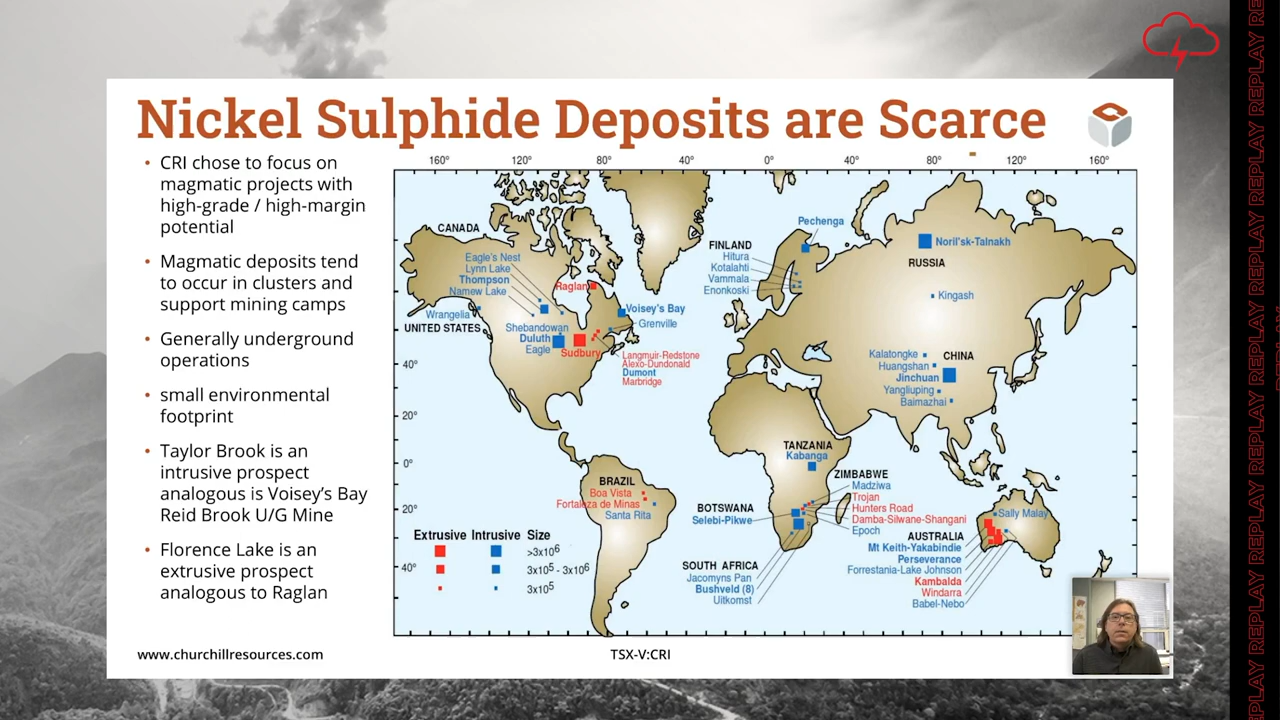 Nickel Sulphide Deposits are Scarce
• CRI chose to focus on
magmatic projects with
high-grade / high-margin
potential
• Magmatic deposits tend
to occur in clusters and
support mining camps
• Generally underground
operations
• small environmental
footprint
• Taylor Brook is an
intrusive prospect
analogous is Voisey's Bay
Reid Brook U/G Mine
• Florence Lake is an
extrusive prospect
analogous to Raglan
160° 120° 80° 40° 0° 40° 80° 120° 160°
CANADA
Eagle's Nest
Lynn Lake
Thompson
Namew Lake
Wrangellia
UNITED STATES
Raglan
Voisey's Bay
Grenville
Shebandowan
Duluth
Eagle
Sudbury
Langmuir-Redstone
Alexo-Dundonald
Dumont
Marbridge
40°
20°
0°
20°
40°
Pechenga
FINLAND
Hitura
Kotalahti
Vammala
Enonkoski
Noril'sk-Talnakh
RUSSIA
Kingash
Kalatongke
CHINA
Huangshan
Jinchuan
Yangliuping
Baimazhai
TANZANIA
Kabanga
BRAZIL
Boa Vista
Fortaleza de Minas
Santa Rita
ZIMBABWE
Madziwa
Trojan
Hunters Road
Damba-Silwane-Shangani
Epoch
BOTSWANA
Selebi-Pikwe
SOUTH AFRICA
Jacomyns Pan
Bushveld (8)
Uitkomst
Sally Malay
AUSTRALIA
Mt Keith-Yakabindie
Perseverance
Forrestania-Lake Johnson
Kambalda
Windarra
Babel-Nebo
Extrusive Intrusive Size
>3x10⁶
3x10⁵ - 3x10⁶
3x10⁵
www.churchillresources.com
TSX-V:CRI
REPLAY REPLAY REPLAY REPLAY REPLAY REPLAY REPLAY